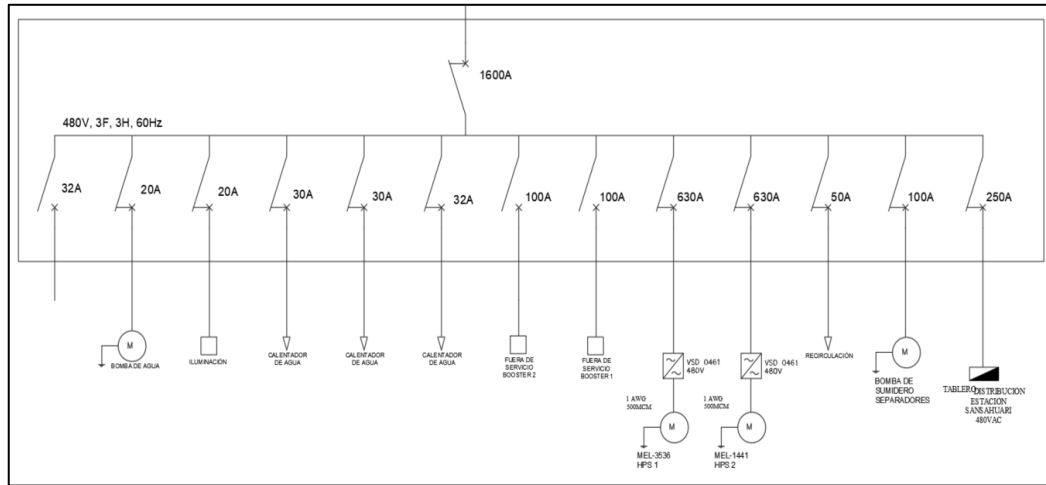 1600A
480V, 3F, 3H, 60Hz
32A
20A
20A
30A
30A
32A
100A
100A
630A
630A
50A
100A
250A
M
BOMBA DE AGUA
ILUMINACIÓN
CALENTADOR
DE AGUA
CALENTADOR
DE AGUA
CALENTADOR
DE AGUA
FUERA DE
SERVICIO
BOOSTER 2
FUERA DE
SERVICIO
BOOSTER 1
VSD 0461
480V
1 AWG
500MCM
M
MEL-3536
HPS 1
VSD 0461
480V
1 AWG
500MCM
M
MEL-1441
HPS 2
RECIRCULACIÓN
M
BOMBA DE
SUMIDERO
SEPARADORES
TABLERO DISTRIBUCIÓN
ESTACIÓN
SANSAHUARI
480VAC